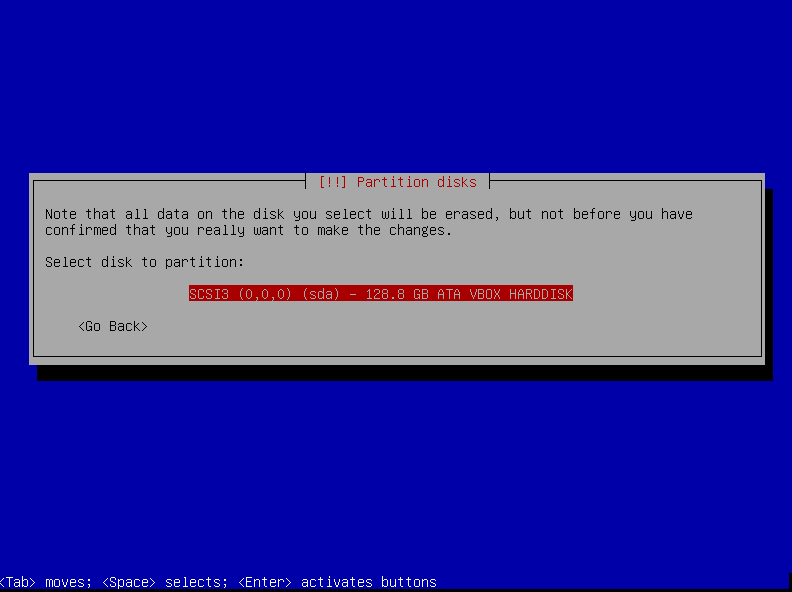 [!!] Partition disks
Note that all data on the disk you select will be erased, but not before you have
confirmed that you really want to make the changes.
Select disk to partition:
SCSI3 (0,0,0) (sda) - 128.8 GB ATA VBOX HARDDISK
<Go Back>
<Tab> moves; <Space> selects; <Enter> activates buttons